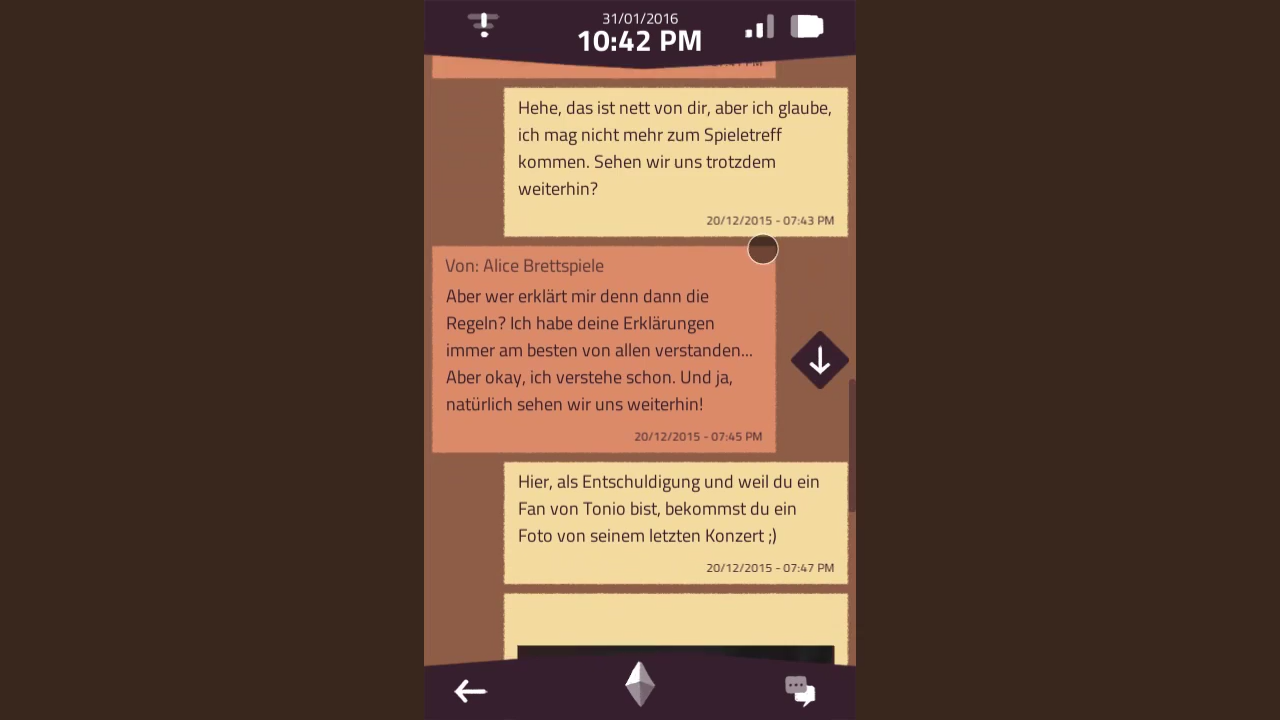 31/01/2016
10:42 PM
Hehe, das ist nett von dir, aber ich glaube,
ich mag nicht mehr zum Spieletreff
kommen. Sehen wir uns trotzdem
weiterhin?
20/12/2015 - 07:43 PM
Von: Alice Brettspiele
Aber wer erklärt mir denn dann die
Regeln? Ich habe deine Erklärungen
immer am besten von allen verstanden...
Aber okay, ich verstehe schon. Und ja,
natürlich sehen wir uns weiterhin!
20/12/2015 - 07:45 PM
Hier, als Entschuldigung und weil du ein
Fan von Tonio bist, bekommst du ein
Foto von seinem letzten Konzert ;)
20/12/2015 - 07:47 PM